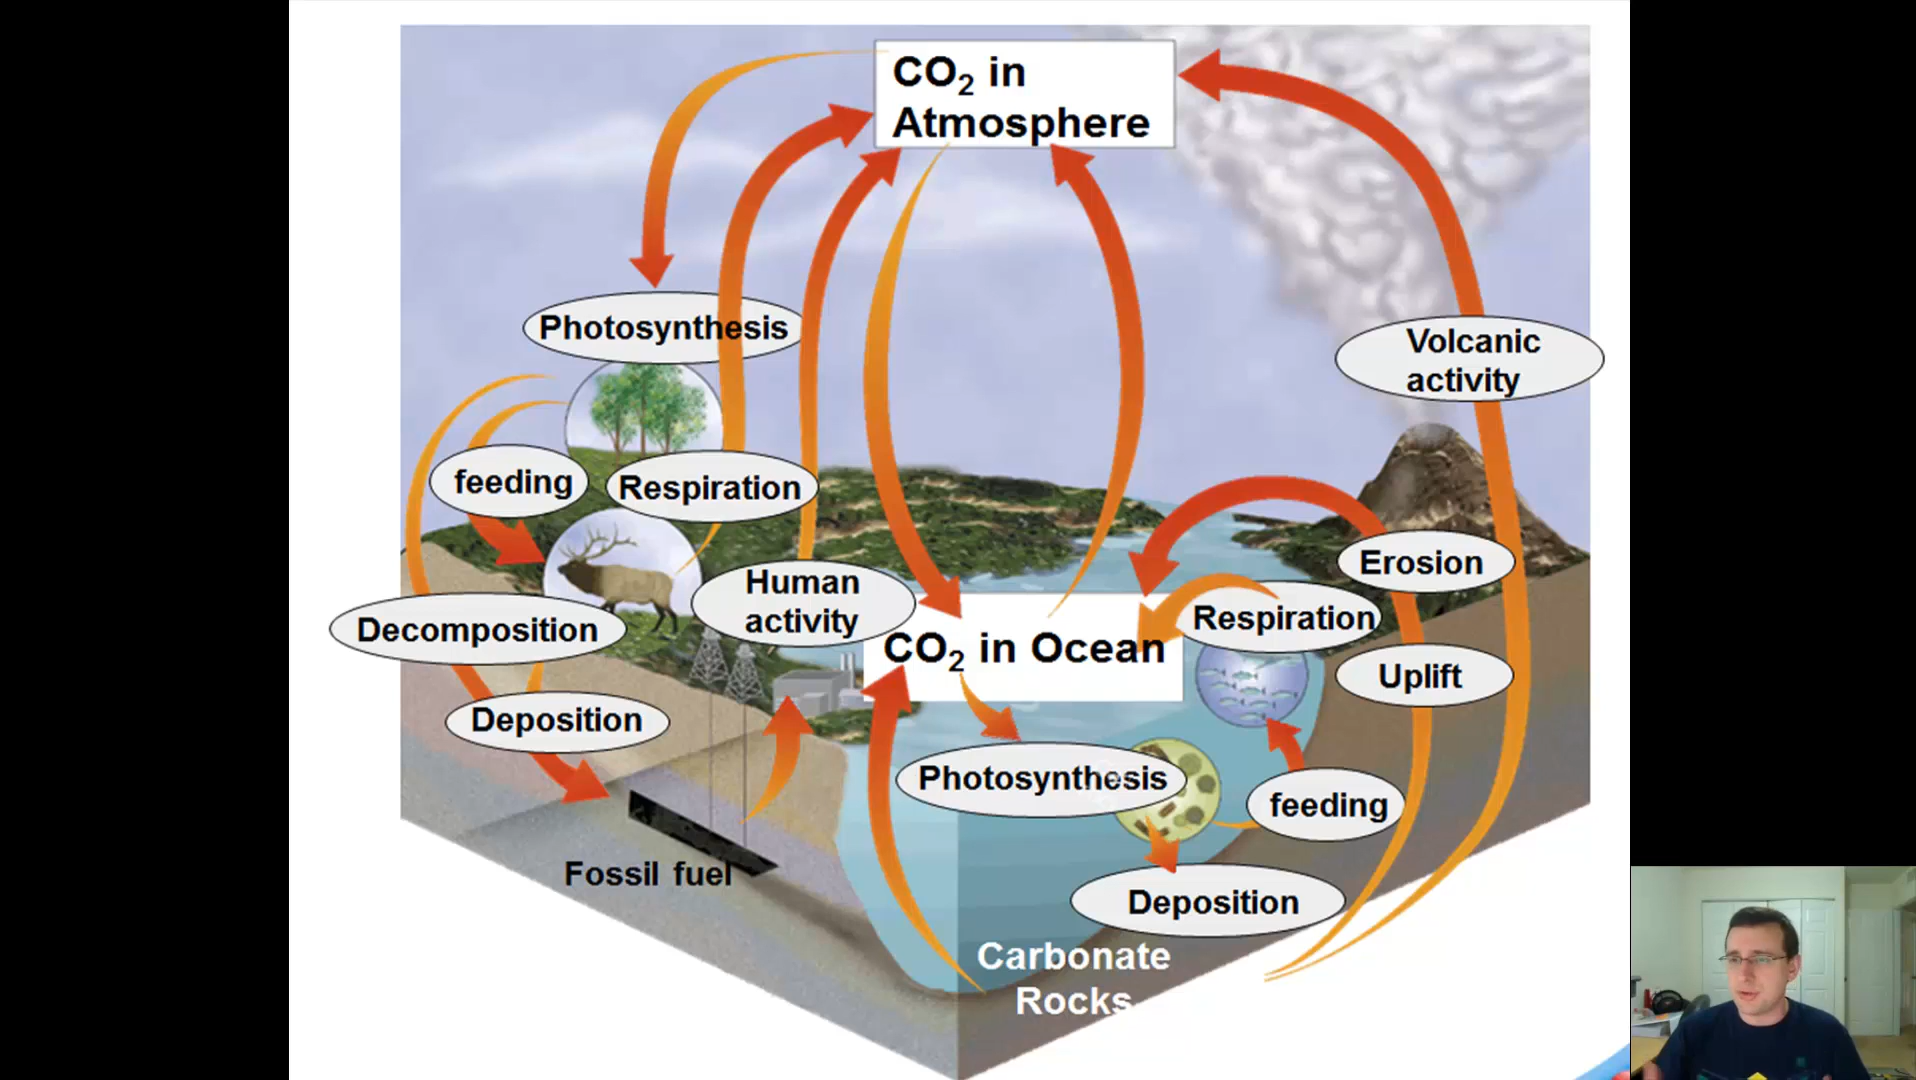 CO₂ in
Atmosphere
Photosynthesis
Volcanic
activity
feeding
Respiration
Erosion
Human
activity
Respiration
Decomposition
CO₂ in Ocean
Uplift
Deposition
Photosynthesis
feeding
Fossil fuel
Deposition
Carbonate
Rocks